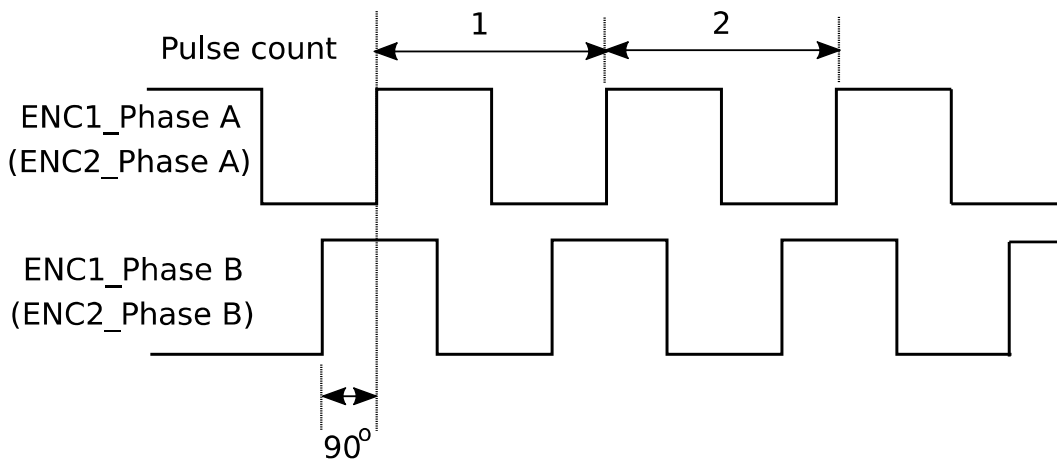 1
2
Pulse count
ENC1_Phase A
(ENC2_Phase A)
ENC1_Phase B
(ENC2_Phase B)
90°